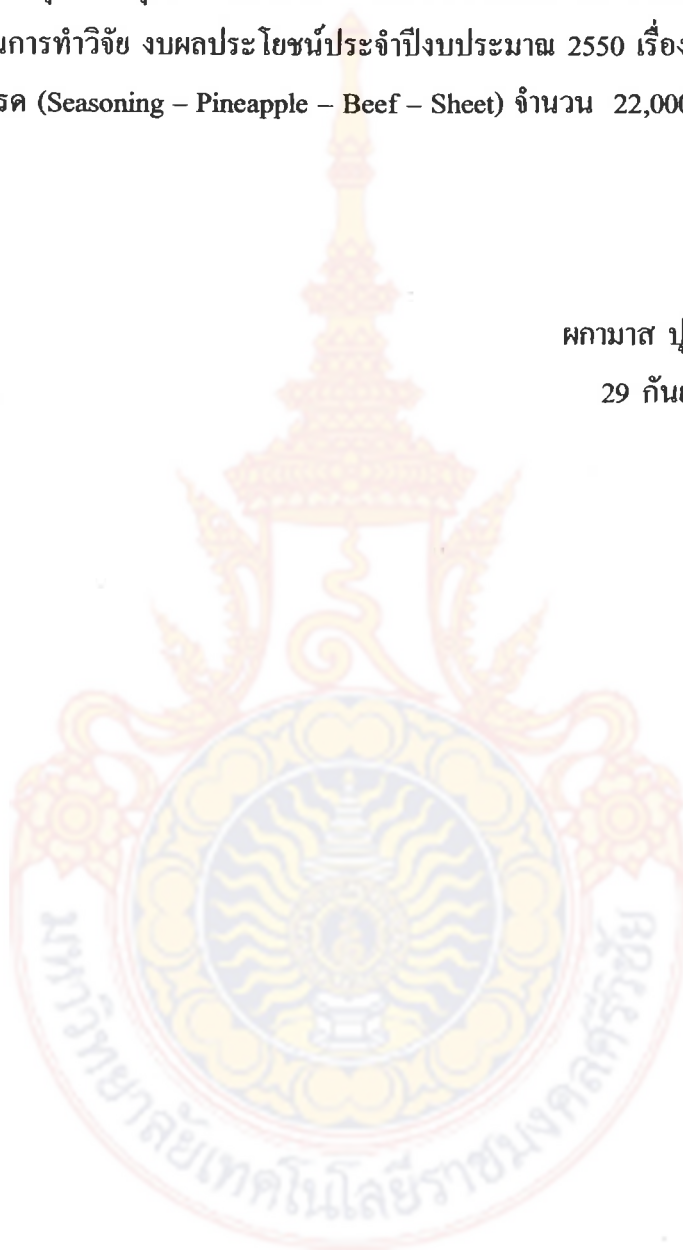 นการทำวิจัย งบผลประโยชน์ประจำปีงบประมาณ 2550 เรื่อง
รด (Seasoning – Pineapple – Beef – Sheet) จำนวน 22,000
ผกามาส
29 กัน
มหาวิทยาลัยเทคโนโลยีราชมงคลศรีวิชัย